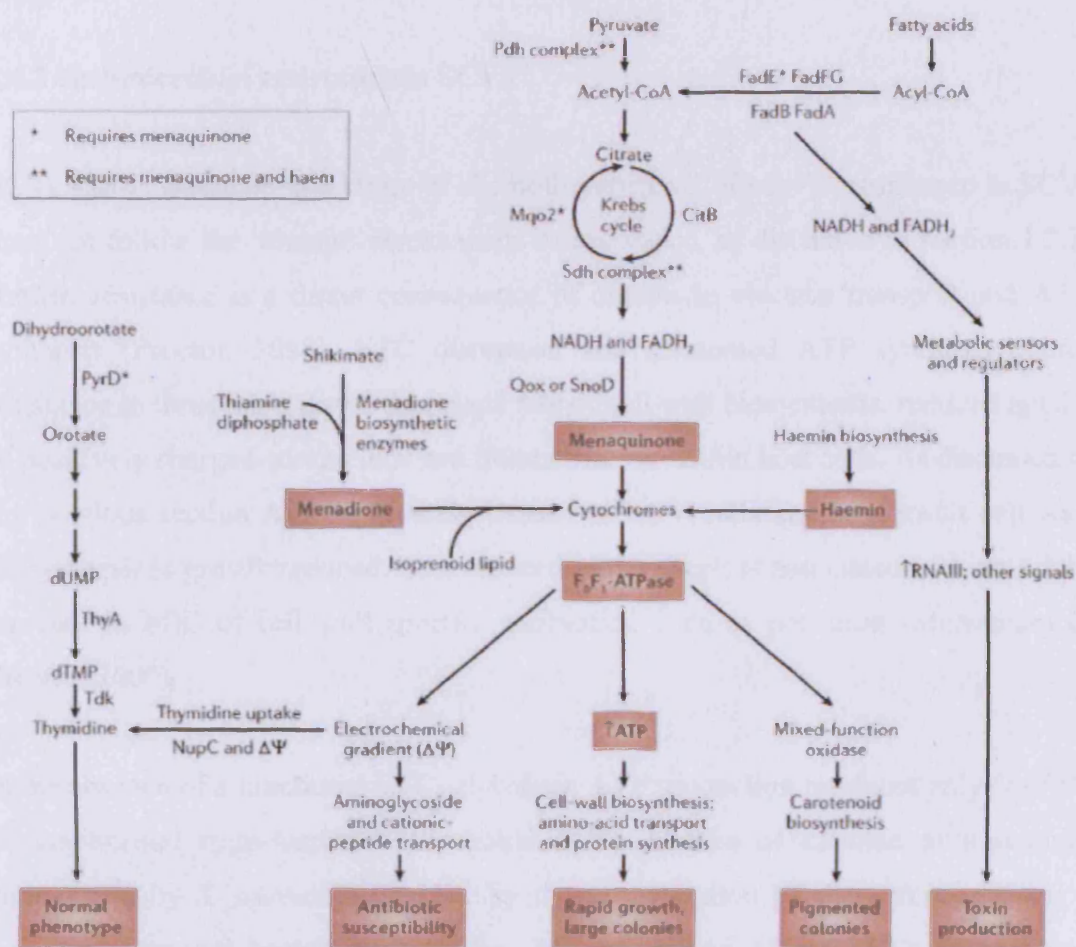 Pyruvate
Fatty acids
Pdh complex**
Acetyl-CoA
FadE* FadFG
FadB FadA
Acyl-CoA
* Requires menaquinone
** Requires menaquinone and haem
Citrate
Mqo2*
Krebs
cycle
CitB
Sdh complex**
NADH and FADH
NADH and FADH
Qox or SnoD
Metabolic sensors
and regulators
Dihydroorotate
PyrD*
Orotate
Shikimate
Thiamine
diphosphate
Menadione
biosynthetic
enzymes
Menadione
Menaquinone
Haemin biosynthesis
Haemin
Cytochromes
Isoprenoid lipid
F₀F₁-ATPase
↑RNAIII; other signals
dUMP
ThyA
dTMP
Tdk
Thymidine
Thymidine uptake
NupC and ΔΨ
Electrochemical
gradient (ΔΨ)
↑ATP
Mixed-function
oxidase
Aminoglycoside
and cationic-
peptide transport
Cell-wall biosynthesis;
amino-acid transport
and protein synthesis
Carotenoid
biosynthesis
Normal
phenotype
Antibiotic
susceptibility
Rapid growth,
large colonies
Pigmented
colonies
Toxin
production